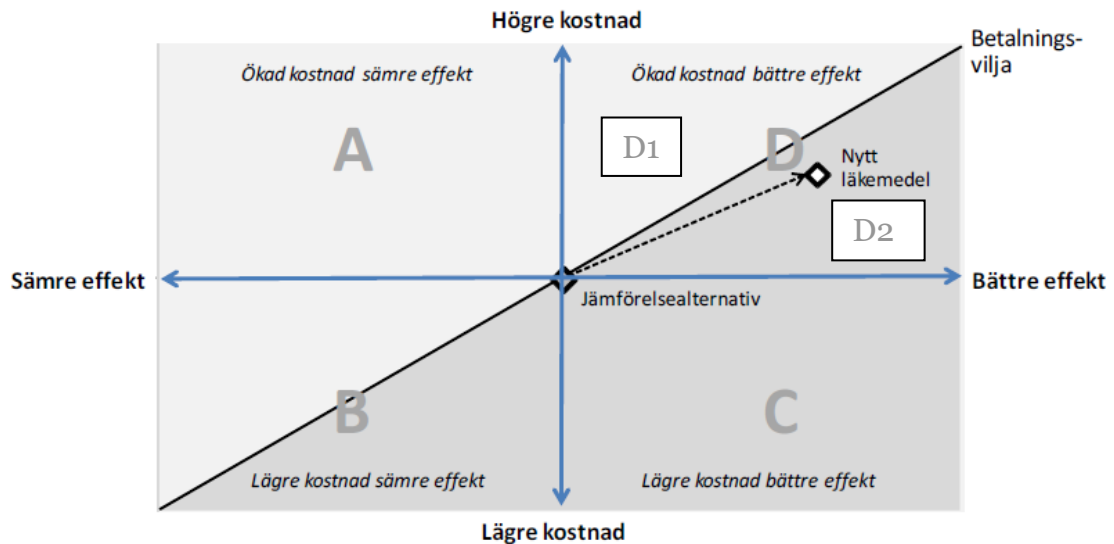 Högre kostnad
Betalnings-
vilja
Ökad kostnad sämre effekt
Ökad kostnad bättre effekt
A
D1
D
Nytt
läkemedel
D2
Sämre effekt
Bättre effekt
Jämförelsealternativ
B
C
Lägre kostnad sämre effekt
Lägre kostnad bättre effekt
Lägre kostnad